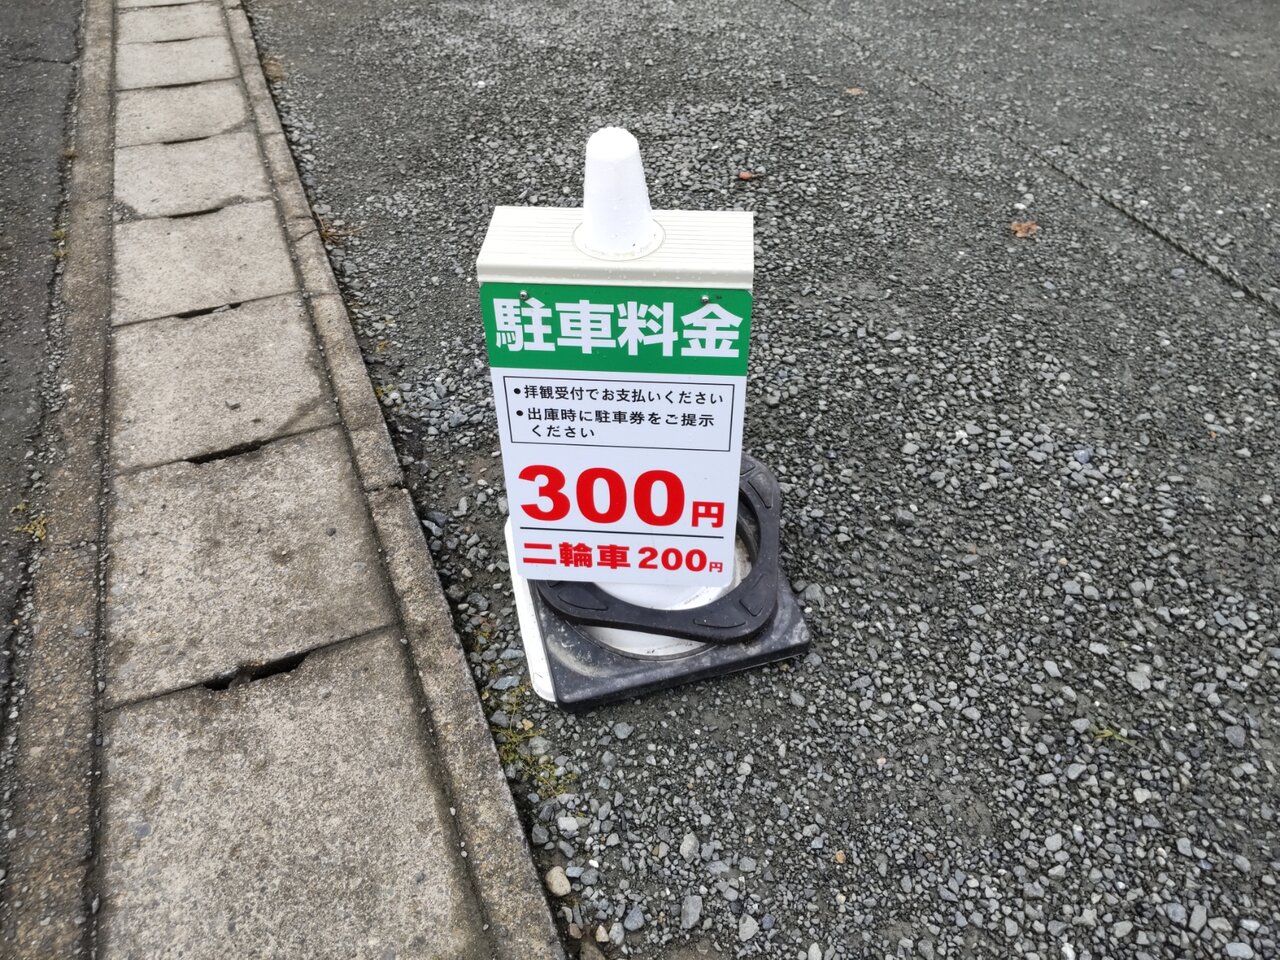 駐車料金
●拝観受付でお支払いください
●出庫時に駐車券をご提示
ください
300円
二輪車200円